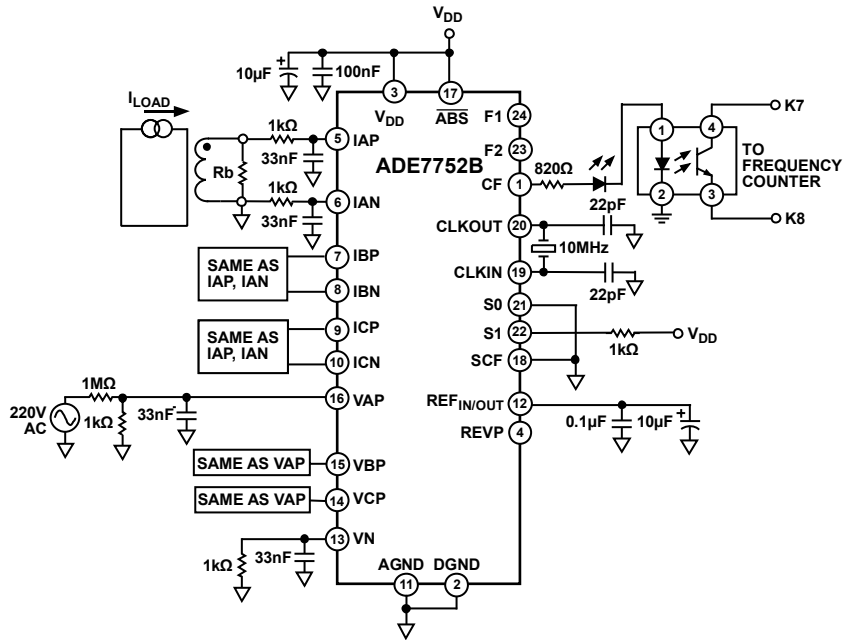 VDD
10µF
+
100nF
3
17
VDD
ABS
ILOAD
1kΩ
5
IAP
33nF
Rb
1kΩ
6
IAN
33nF
ADE7752B
F1
24
F2
23
CF
1
820Ω
1
4
2
3
K7
TO
FREQUENCY
COUNTER
K8
22pF
CLKOUT
20
10MHz
CLKIN
19
22pF
SAME AS
IAP, IAN
7
IBP
8
IBN
SAME AS
IAP, IAN
9
ICP
10
ICN
S0
21
S1
22
1kΩ
VDD
SCF
18
220V
AC
1MΩ
1kΩ
33nF
16
VAP
REFIN/OUT
12
0.1µF
10µF
+
REVP
4
SAME AS VAP
15
VBP
SAME AS VAP
14
VCP
13
VN
1kΩ
33nF
AGND
DGND
11
2